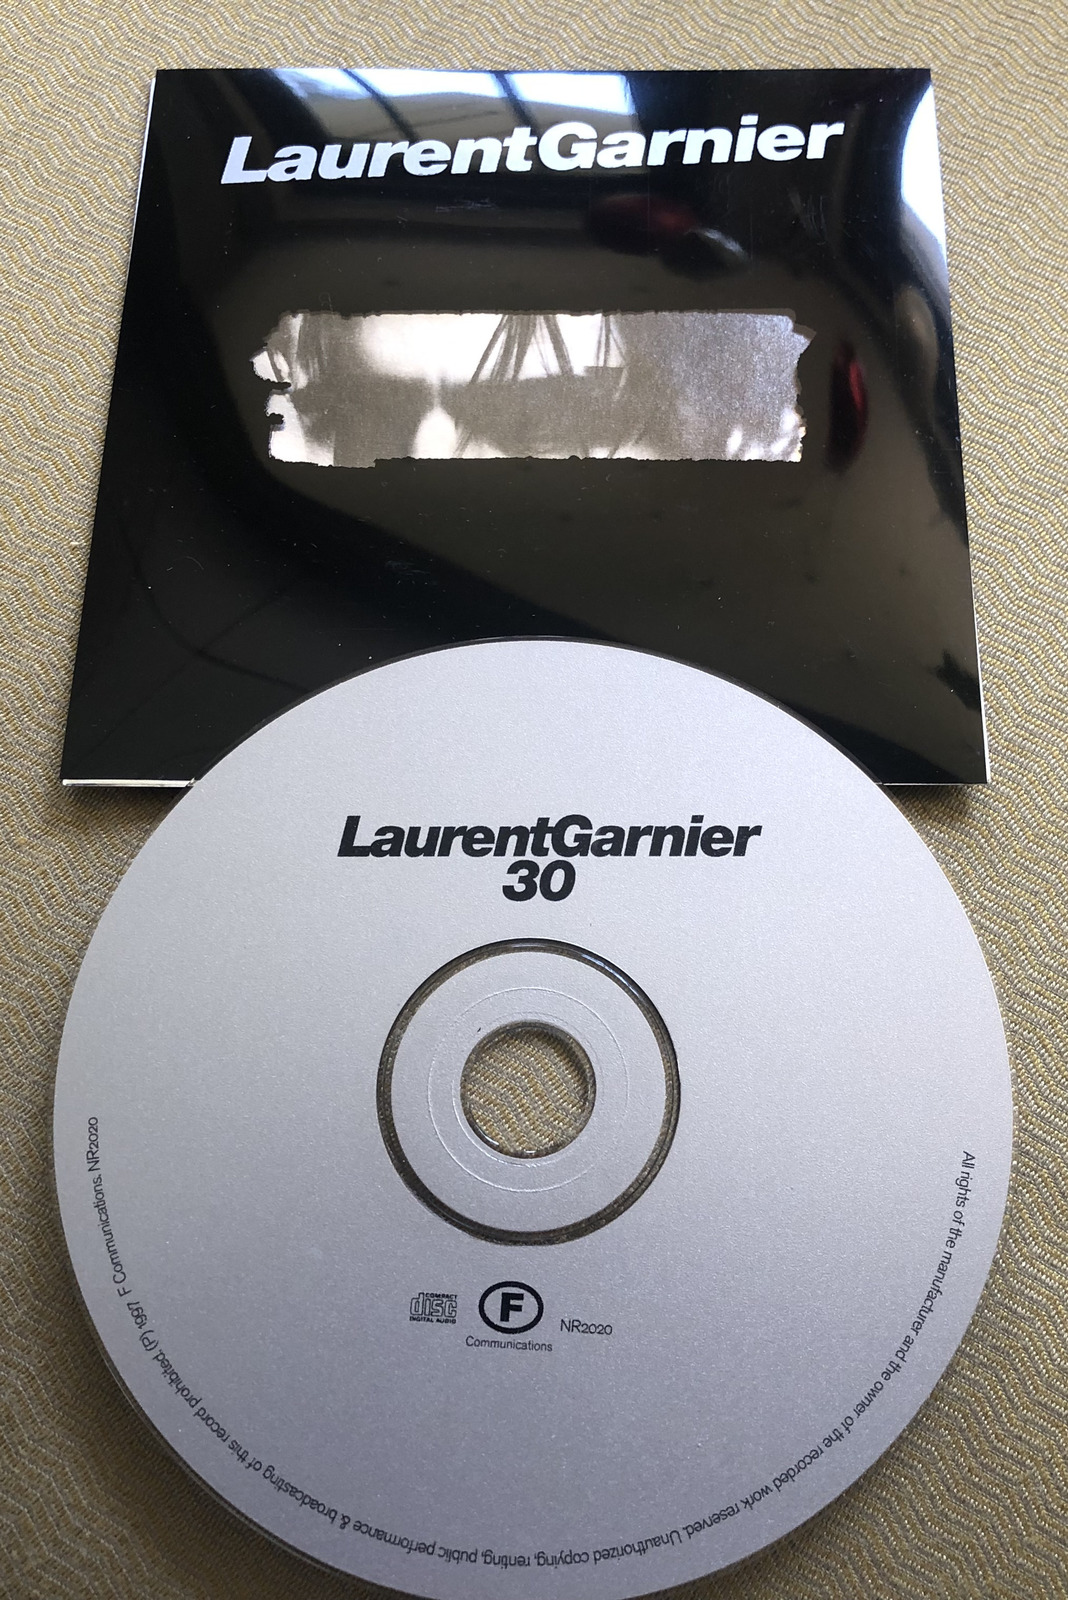 LaurentGarnier
LaurentGarnier
30
COMPACT
disc
DIGITAL AUDIO
F
Communications
NR2020
All rights of the manufacturer and the owner of the recorded work reserved. Unauthorized copying, renting, public performance & broadcasting of this record prohibited. (P) 1997 F Communications. NR2020